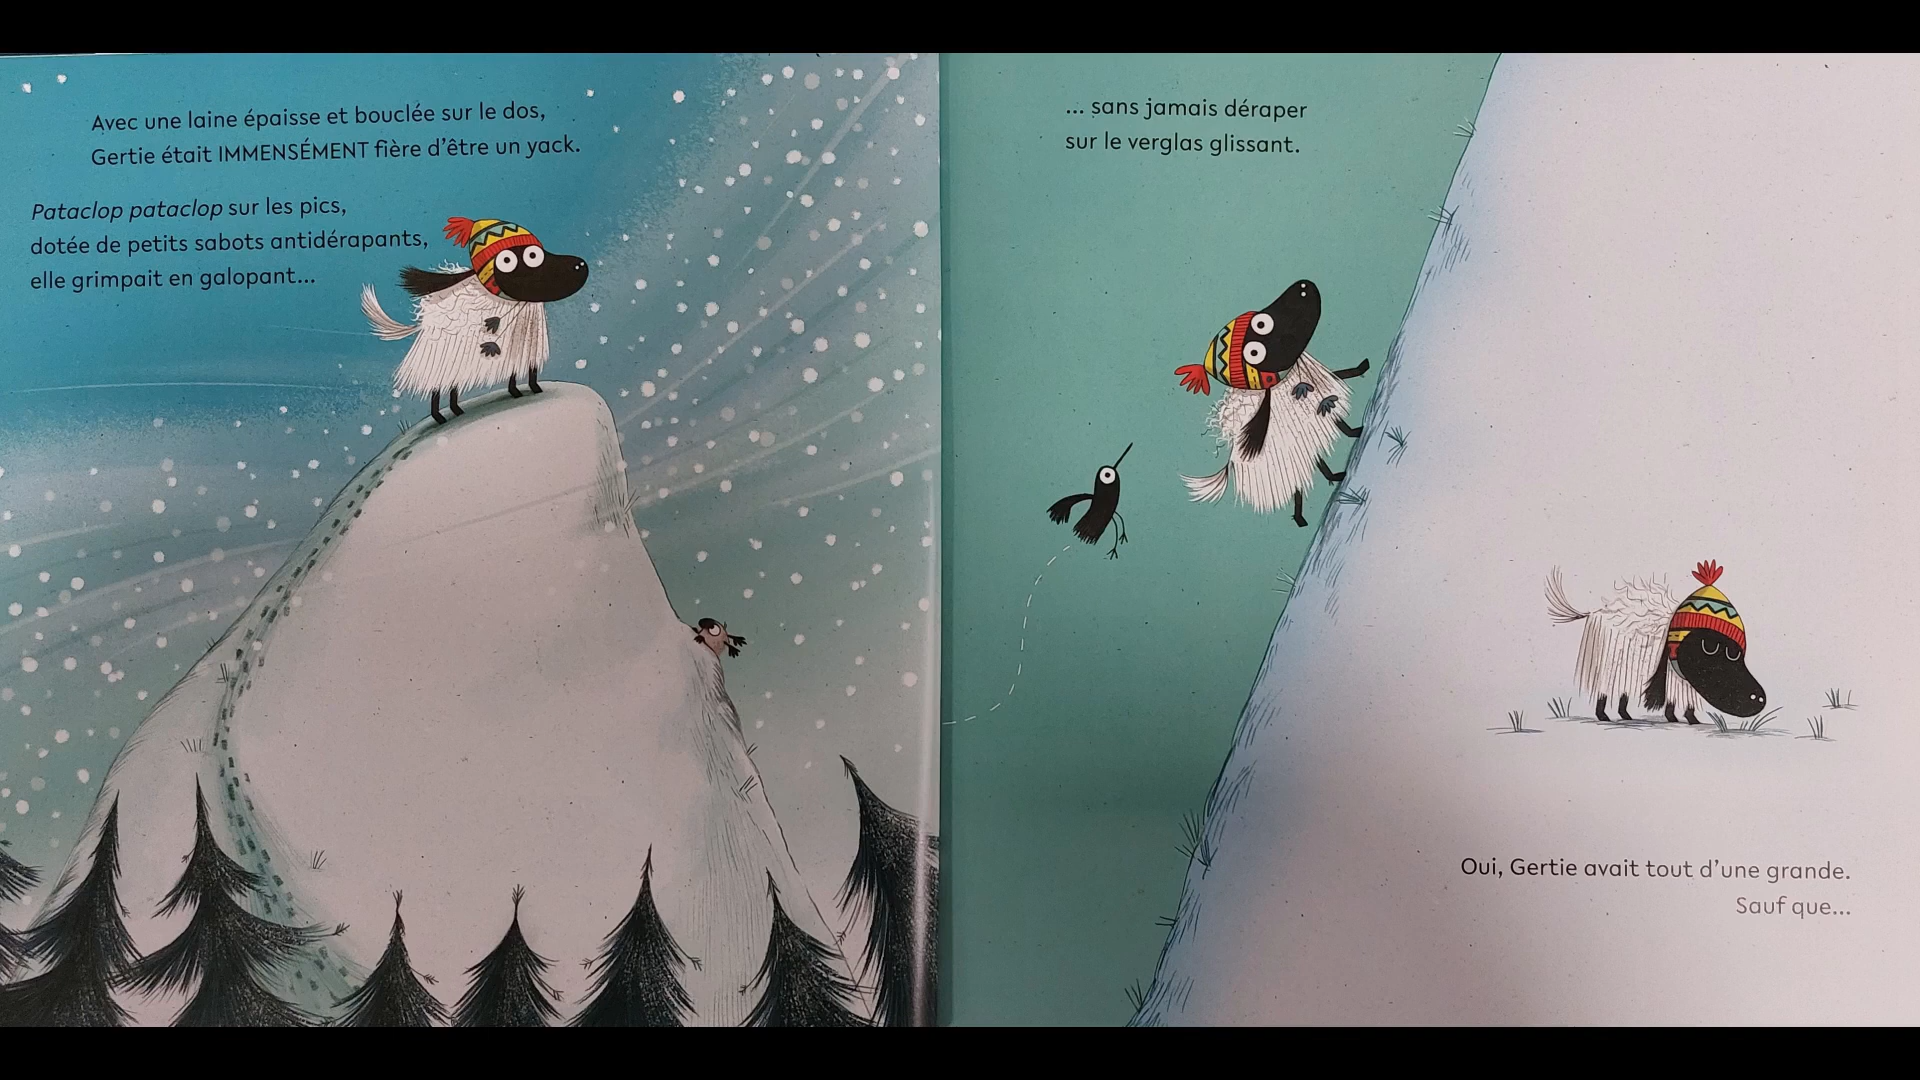 Avec une laine épaisse et bouclée sur le dos,
Gertie était IMMENSÉMENT fière d'être un yack.
Pataclop pataclop sur les pics,
dotée de petits sabots antidérapants,
elle grimpait en galopant...
... sans jamais déraper
sur le verglas glissant.
Oui, Gertie avait tout d'une grande.
Sauf que...